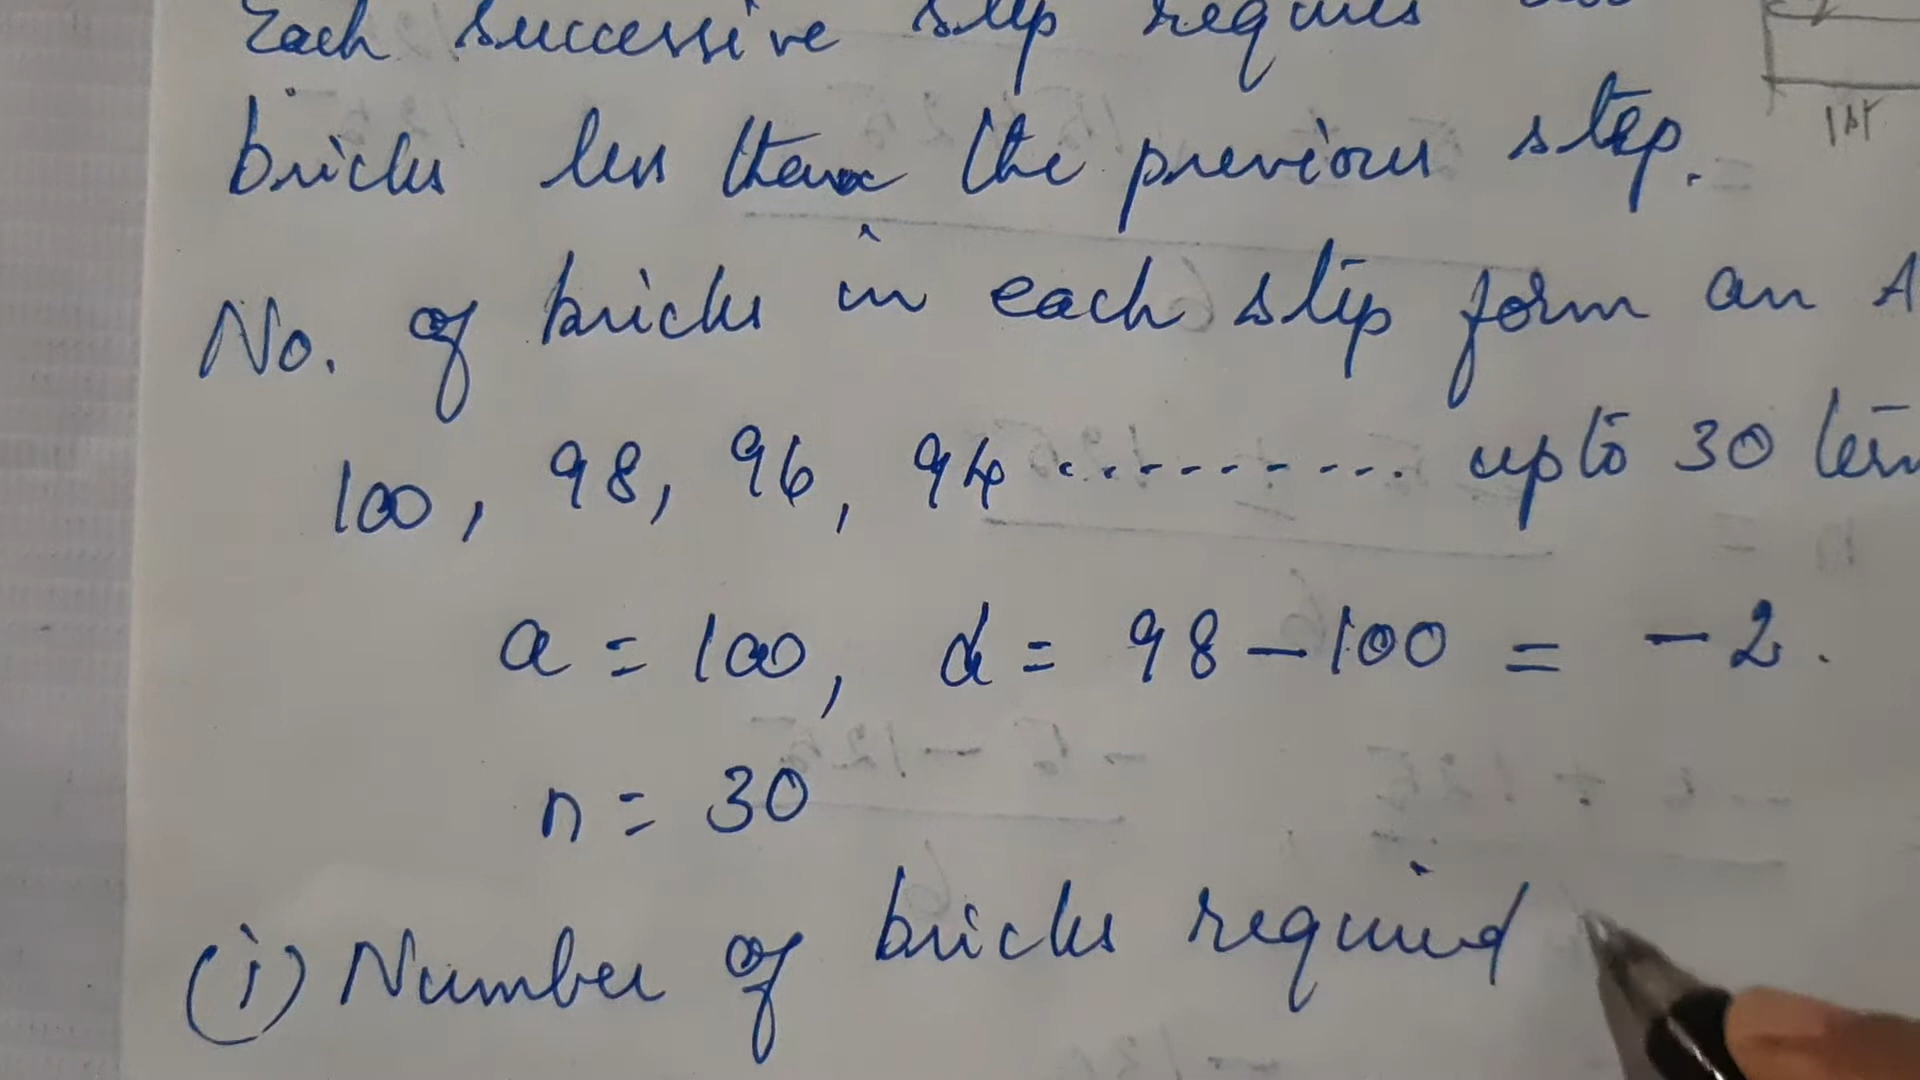 Each successive step requires
bricks less than the previous step.
1st
No. of bricks in each step form an A
100, 98, 96, 94 ........... upto 30
a = 100, d = 98 - 100 = -2.
n = 30
(i) Number of bricks required